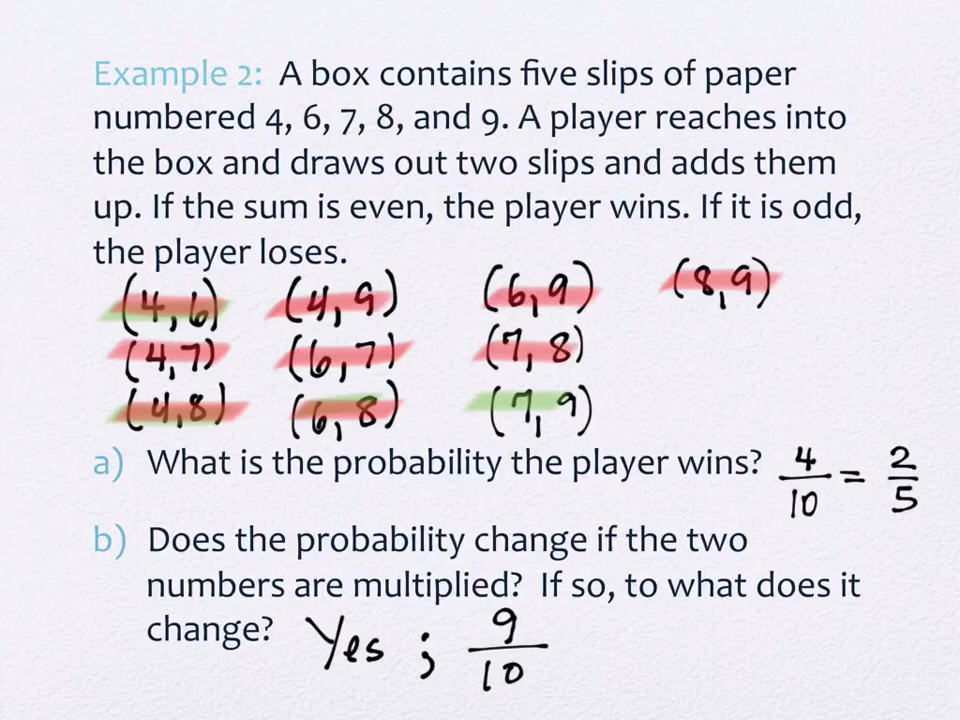 Example 2: A box contains five slips of paper
numbered 4, 6, 7, 8, and 9. A player reaches into
the box and draws out two slips and adds them
up. If the sum is even, the player wins. If it is odd,
the player loses.
(4,6) (4,9) (6,9) (8,9)
(4,7) (6,7) (7,8)
(4,8) (6,8) (7,9)
a) What is the probability the player wins? 4/10 = 2/5
b) Does the probability change if the two
numbers are multiplied? If so, to what does it
change? Yes ; 9/10